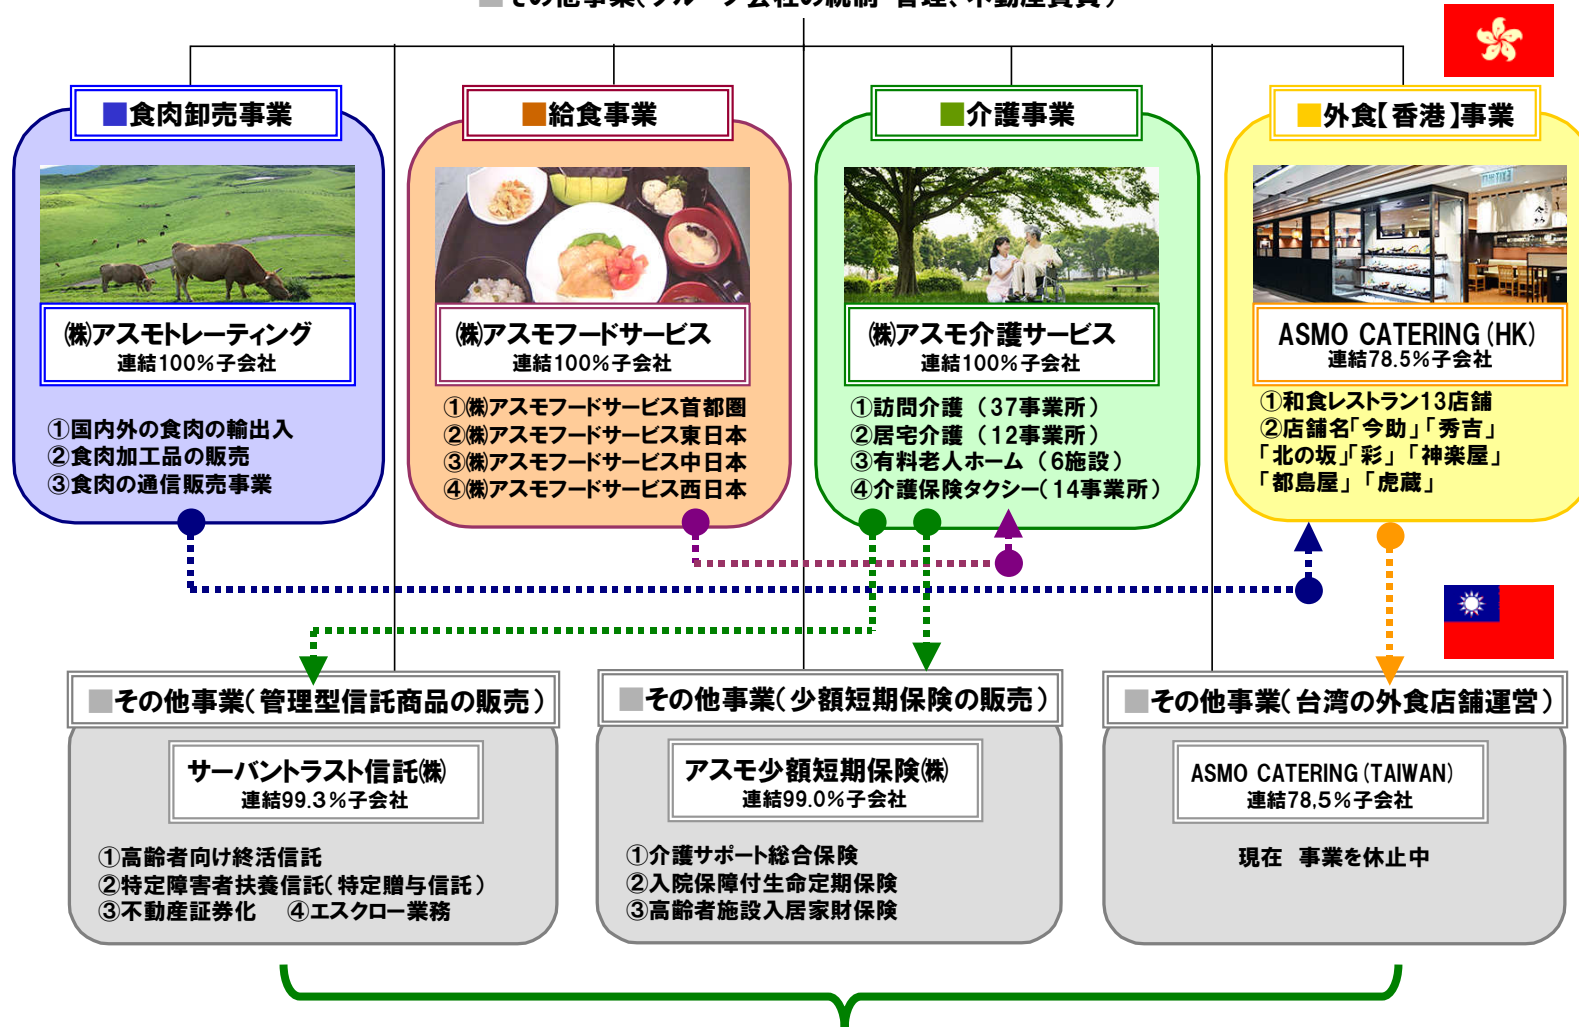 ■その他事業(グループ会社の統制・管理、不動産賃貸)
■食肉卸売事業
㈱アスモトレーディング
連結100%子会社
①国内外の食肉の輸出入
②食肉加工品の販売
③食肉の通信販売事業
■給食事業
㈱アスモフードサービス
連結100%子会社
①㈱アスモフードサービス首都圏
②㈱アスモフードサービス東日本
③㈱アスモフードサービス中日本
④㈱アスモフードサービス西日本
■介護事業
㈱アスモ介護サービス
連結100%子会社
①訪問介護 (37事業所)
②居宅介護 (12事業所)
③有料老人ホーム (6施設)
④介護保険タクシー(14事業所)
■外食【香港】事業
ASMO CATERING (HK)
連結78.5%子会社
①和食レストラン13店舗
②店舗名「今助」「秀吉」
「北の坂」「彩」 「神楽屋」
「都島屋」 「虎蔵」
■その他事業(管理型信託商品の販売)
サーバントラスト信託㈱
連結99.3%子会社
①高齢者向け終活信託
②特定障害者扶養信託(特定贈与信託)
③不動産証券化 ④エスクロー業務
■その他事業(少額短期保険の販売)
アスモ少額短期保険㈱
連結99.0%子会社
①介護サポート総合保険
②入院保障付生命定期保険
③高齢者施設入居家財保険
■その他事業(台湾の外食店舗運営)
ASMO CATERING (TAIWAN)
連結78,5%子会社
現在 事業を休止中